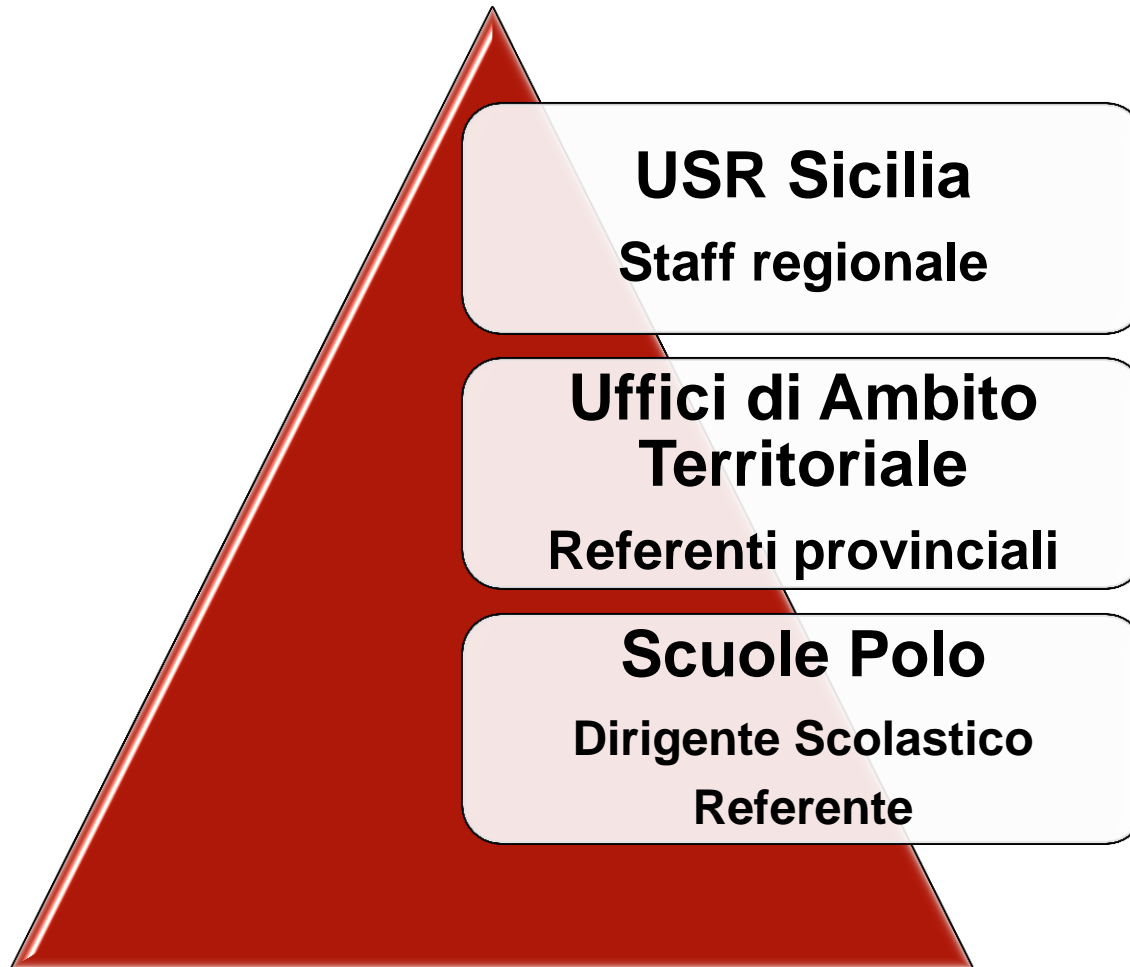 USR Sicilia
Staff regionale
Uffici di Ambito
Territoriale
Referenti provinciali
Scuole Polo
Dirigente Scolastico
Referente